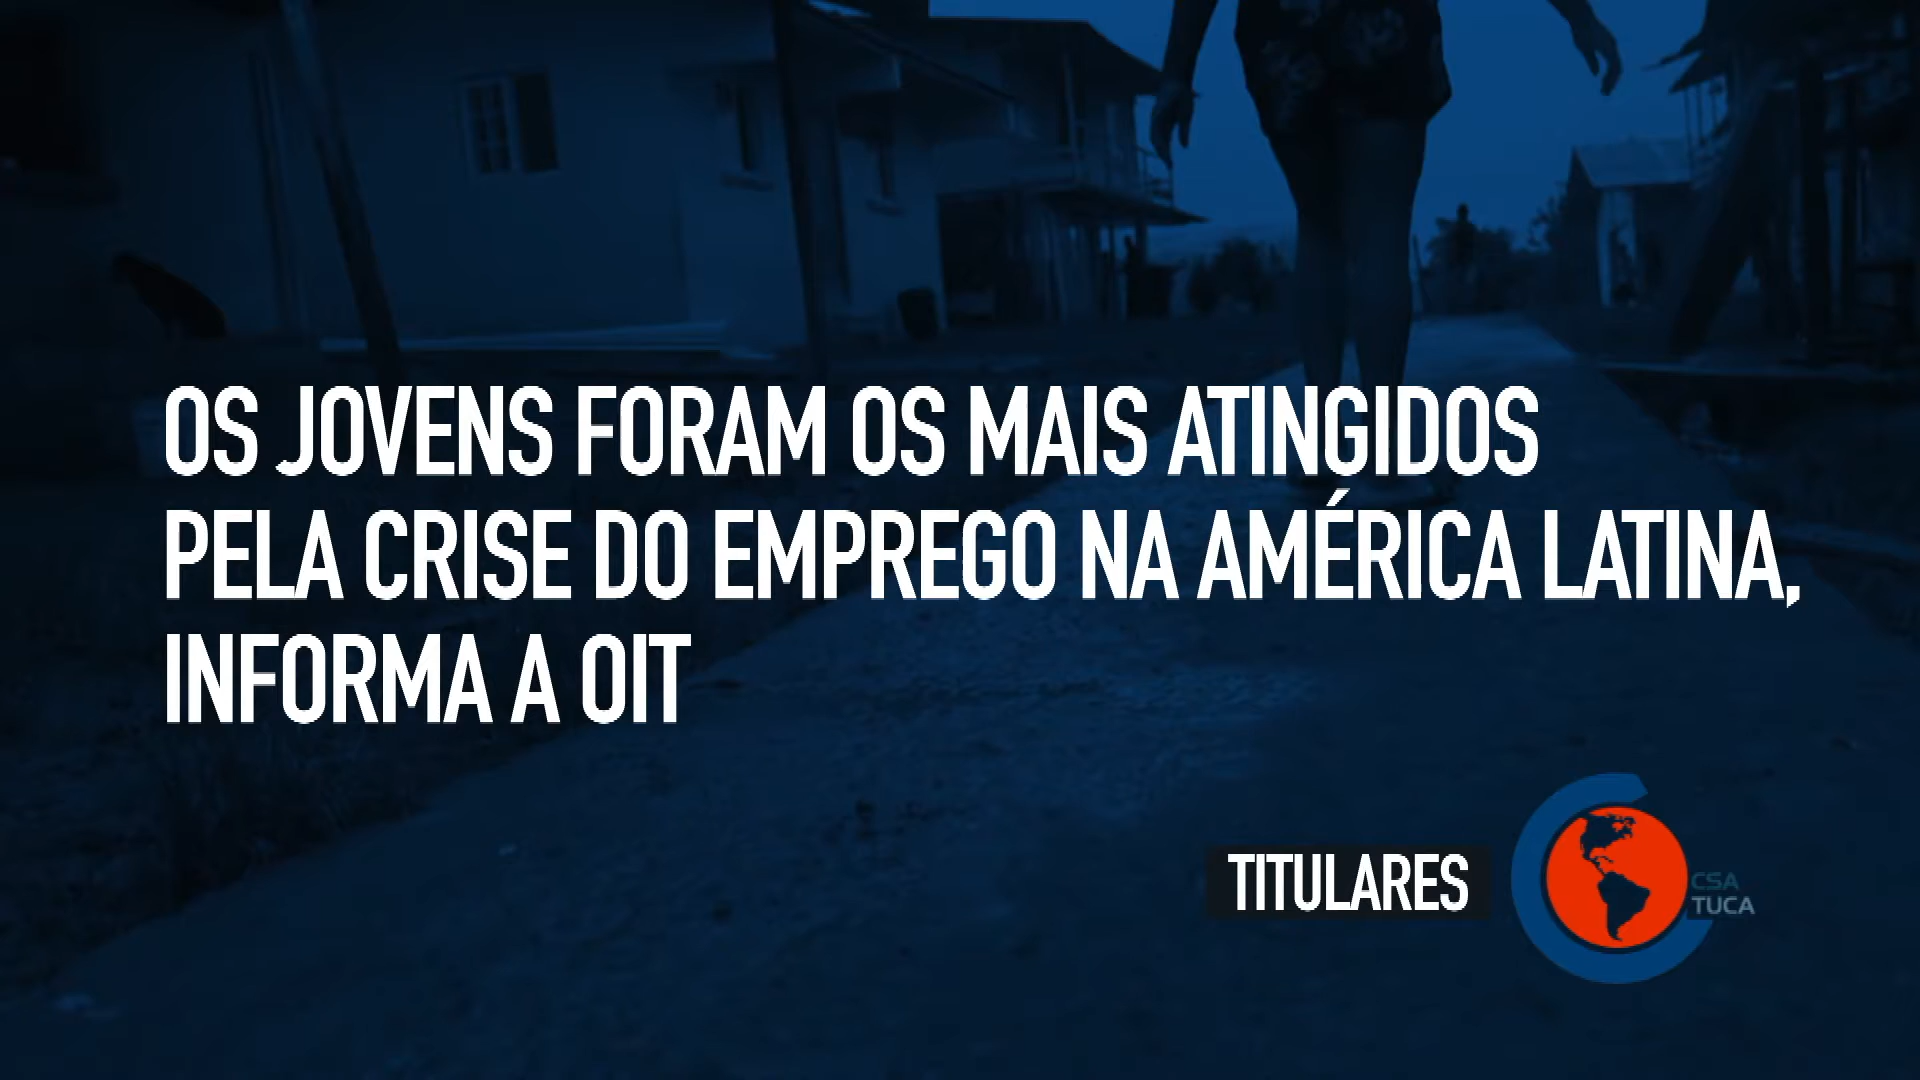 OS JOVENS FORAM OS MAIS ATINGIDOS
PELA CRISE DO EMPREGO NA AMÉRICA LATINA,
INFORMA A OIT
TITULARES
CSA
TUCA